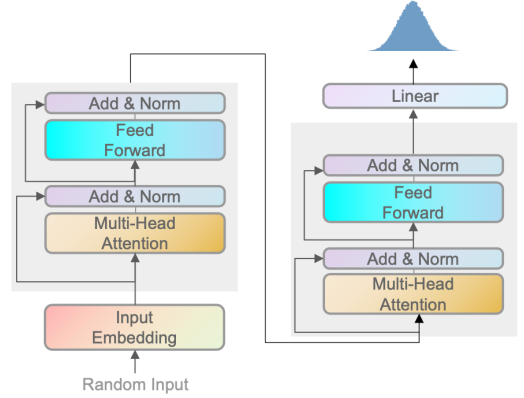 Add & Norm
Feed
Forward
Add & Norm
Multi-Head
Attention
Input
Embedding
Random Input
Linear
Add & Norm
Feed
Forward
Add & Norm
Multi-Head
Attention